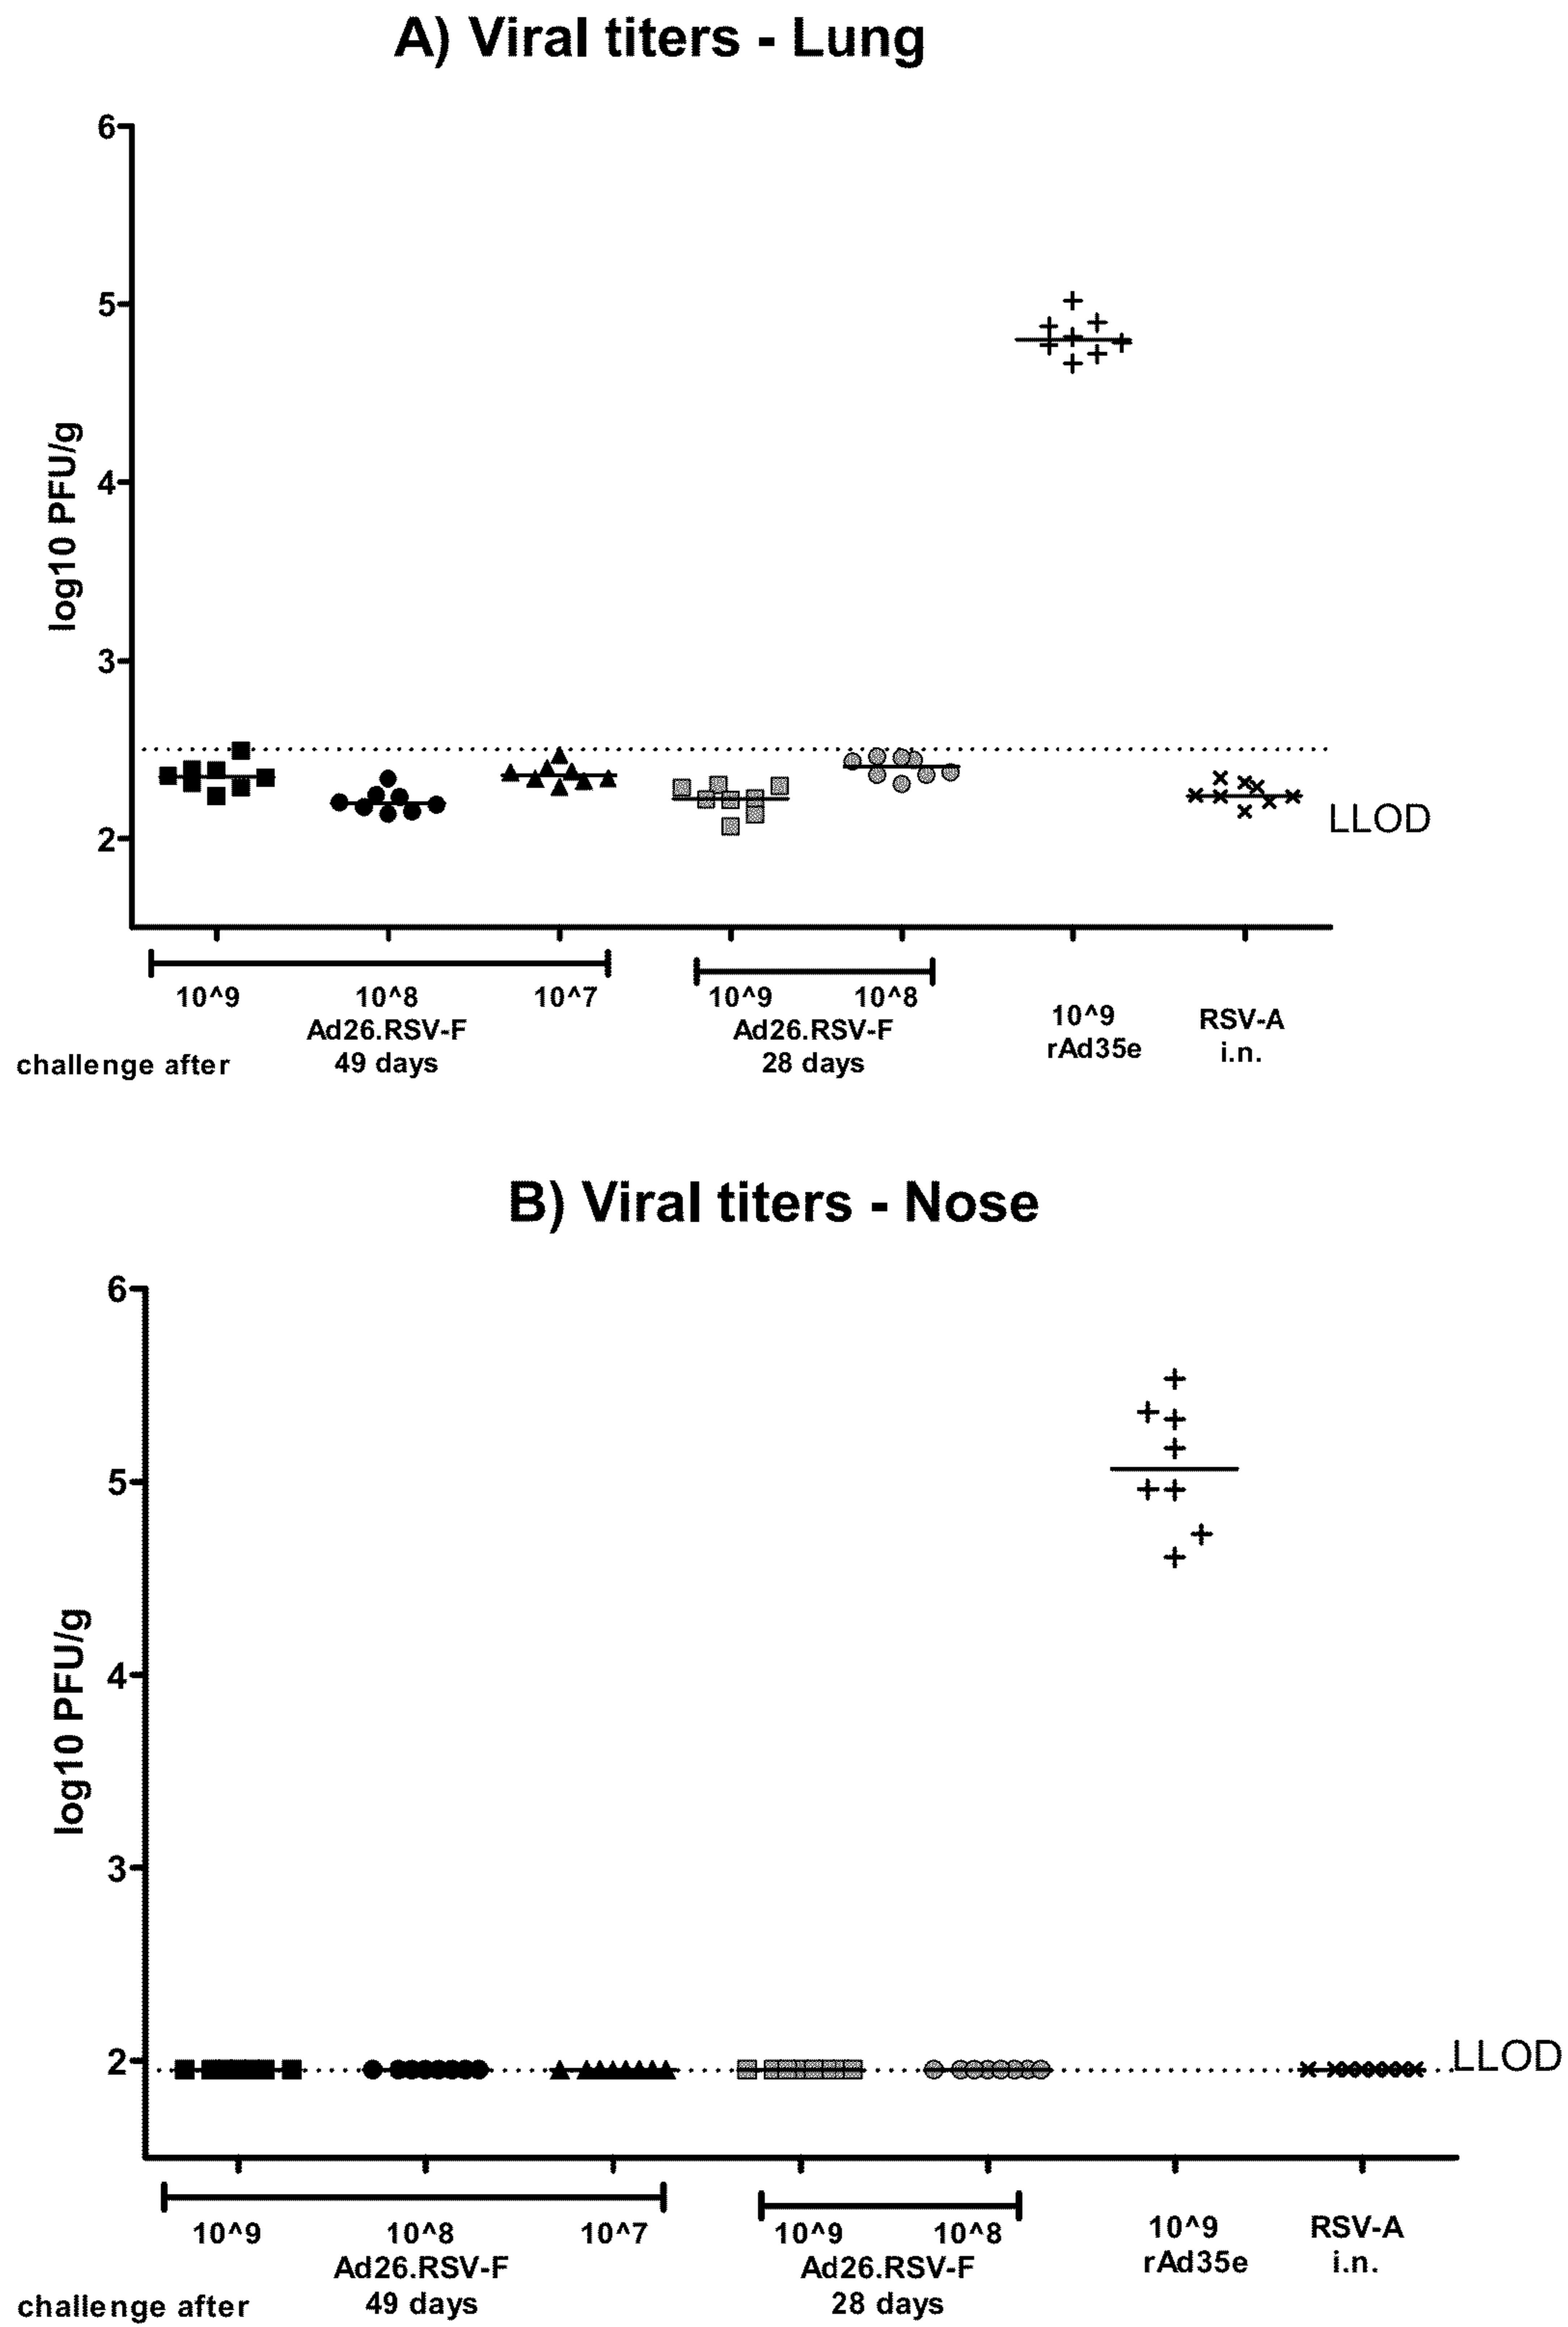 A) Viral titers - Lung
6
5
4
3
2
log10 PFU/g
LLOD
10^9 10^8 10^7 10^9 10^8 10^9 RSV-A
Ad26.RSV-F Ad26.RSV-F rAd35e i.n.
challenge after 49 days 28 days
B) Viral titers - Nose
6
5
4
3
2
log10 PFU/g
LLOD
10^9 10^8 10^7 10^9 10^8 10^9 RSV-A
Ad26.RSV-F Ad26.RSV-F rAd35e i.n.
challenge after 49 days 28 days